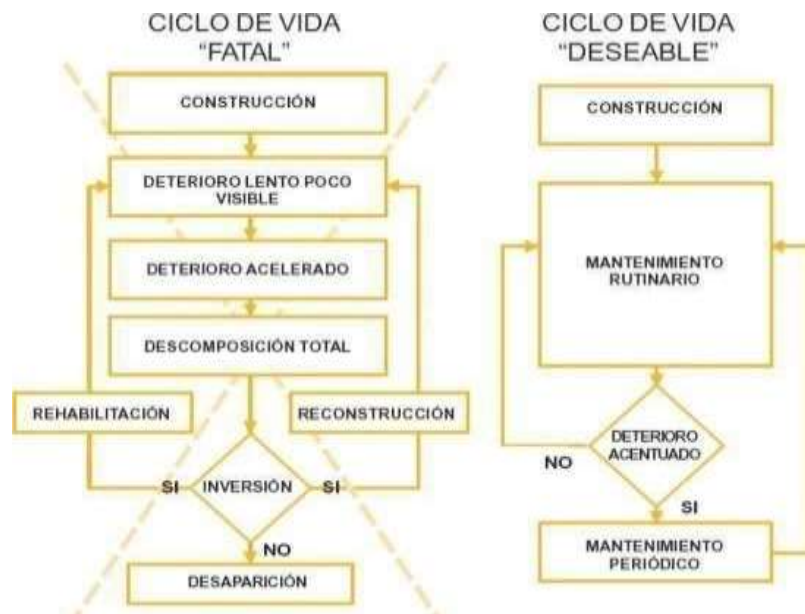 CICLO DE VIDA
“FATAL”
CONSTRUCCIÓN
DETERIORO LENTO POCO
VISIBLE
DETERIORO ACELERADO
DESCOMPOSICIÓN TOTAL
REHABILITACIÓN
RECONSTRUCCIÓN
SI
INVERSIÓN
SI
NO
DESAPARICIÓN
CICLO DE VIDA
“DESEABLE”
CONSTRUCCIÓN
MANTENIMIENTO
RUTINARIO
DETERIORO
ACENTUADO
NO
SI
MANTENIMIENTO
PERIÓDICO